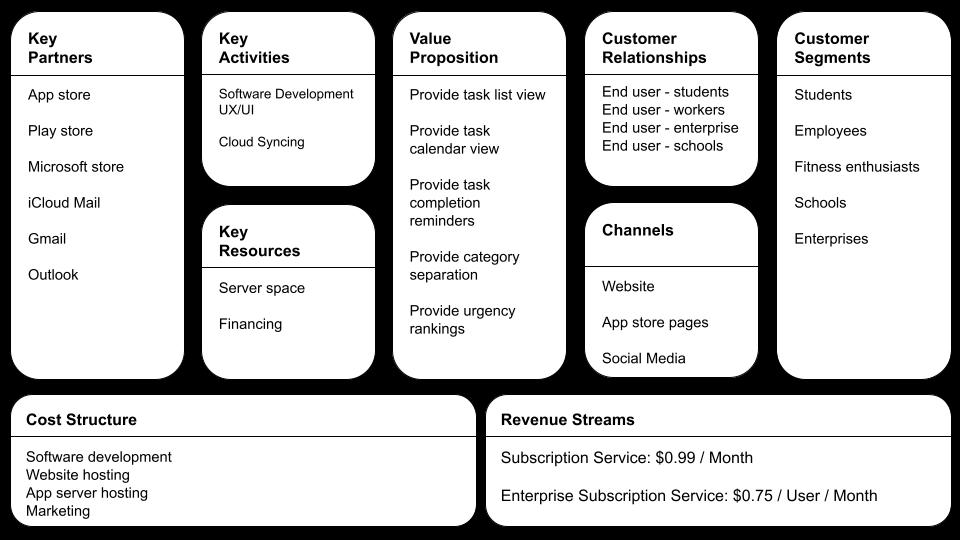 Key
Partners
App store
Play store
Microsoft store
iCloud Mail
Gmail
Outlook
Key
Activities
Software Development
UX/UI
Cloud Syncing
Key
Resources
Server space
Financing
Value
Proposition
Provide task list view
Provide task
calendar view
Provide task
completion
reminders
Provide category
separation
Provide urgency
rankings
Customer
Relationships
End user - students
End user - workers
End user - enterprise
End user - schools
Channels
Website
App store pages
Social Media
Customer
Segments
Students
Employees
Fitness enthusiasts
Schools
Enterprises
Cost Structure
Software development
Website hosting
App server hosting
Marketing
Revenue Streams
Subscription Service: $0.99 / Month
Enterprise Subscription Service: $0.75 / User / Month